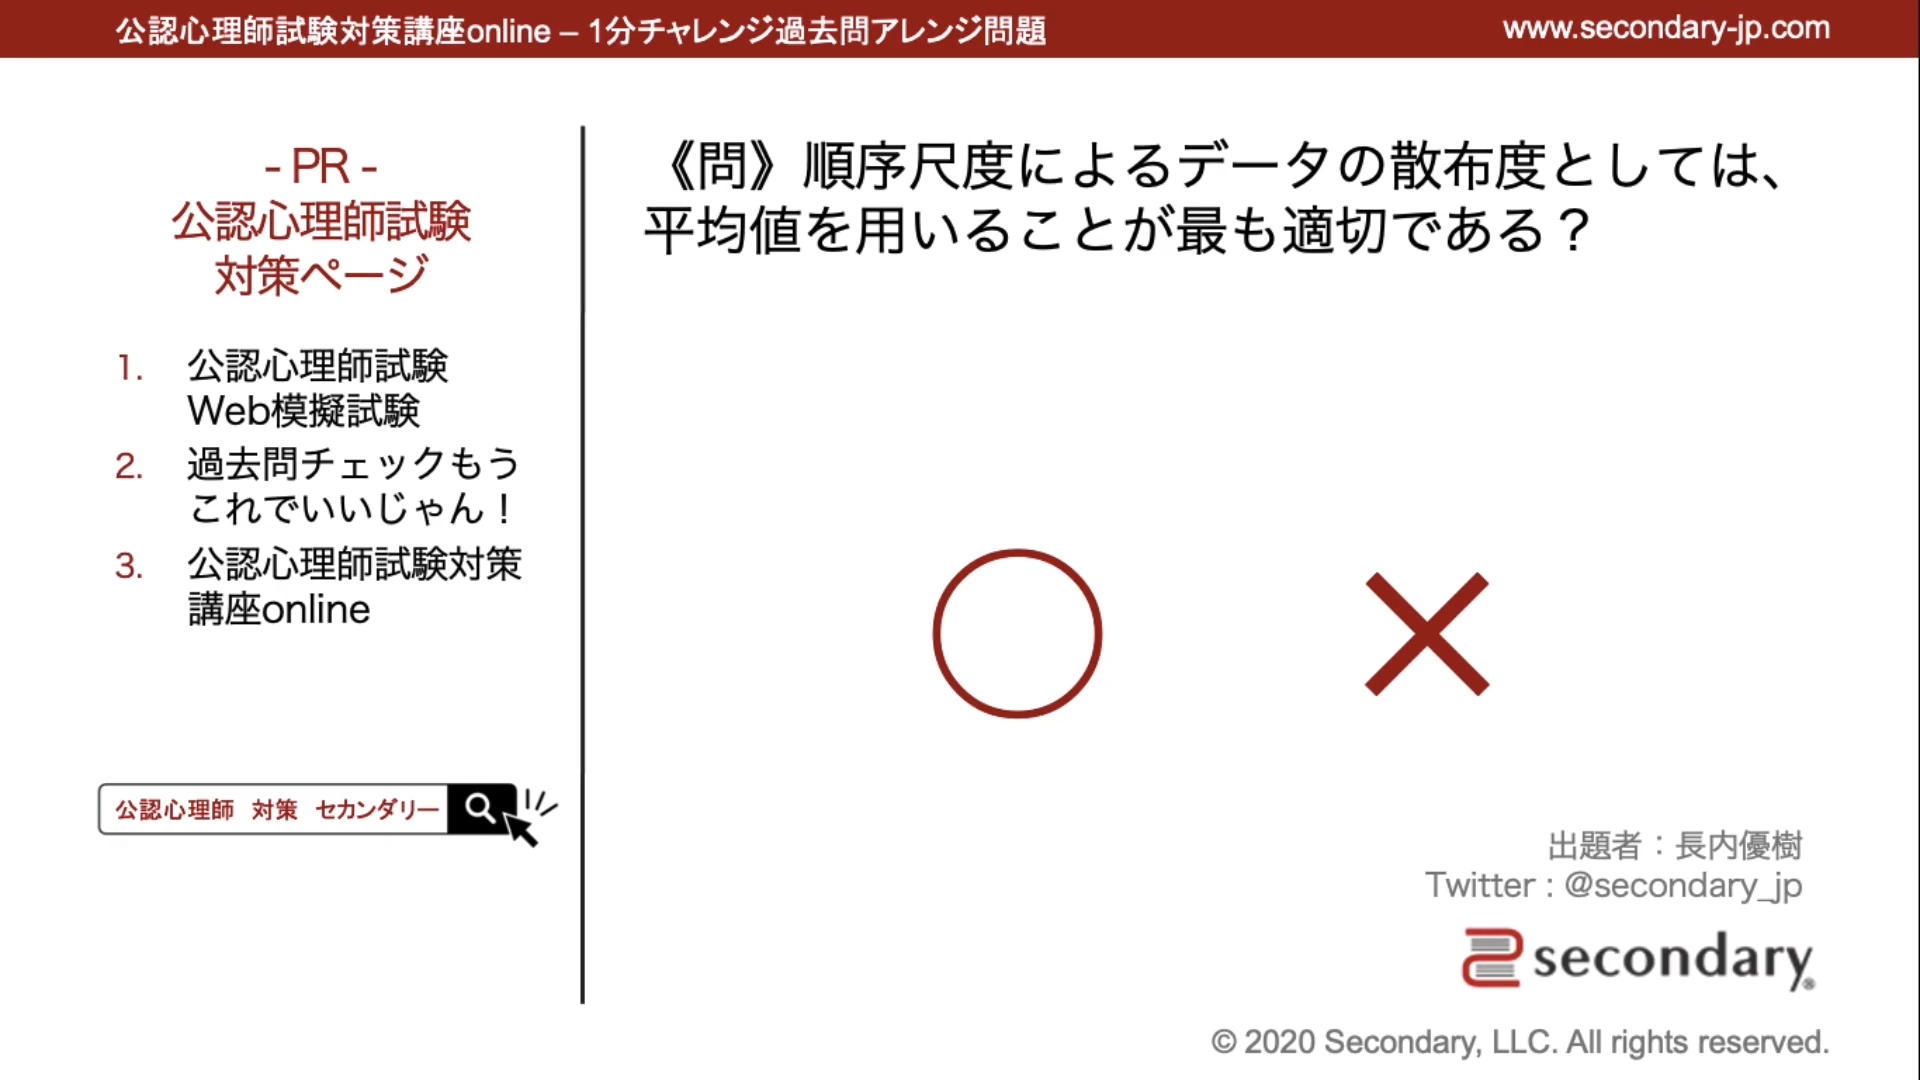 公認心理師試験対策講座online – 1分チャレンジ過去問アレンジ問題
www.secondary-jp.com
- PR -
公認心理師試験
対策ページ
1. 公認心理師試験
Web模擬試験
2. 過去問チェックもう
これでいいじゃん！
3. 公認心理師試験対策
講座online
公認心理師 対策 セカンダリー
《問》順序尺度によるデータの散布度としては、
平均値を用いることが最も適切である？
出題者：長内優樹
Twitter : @secondary_jp
secondary®
© 2020 Secondary, LLC. All rights reserved.